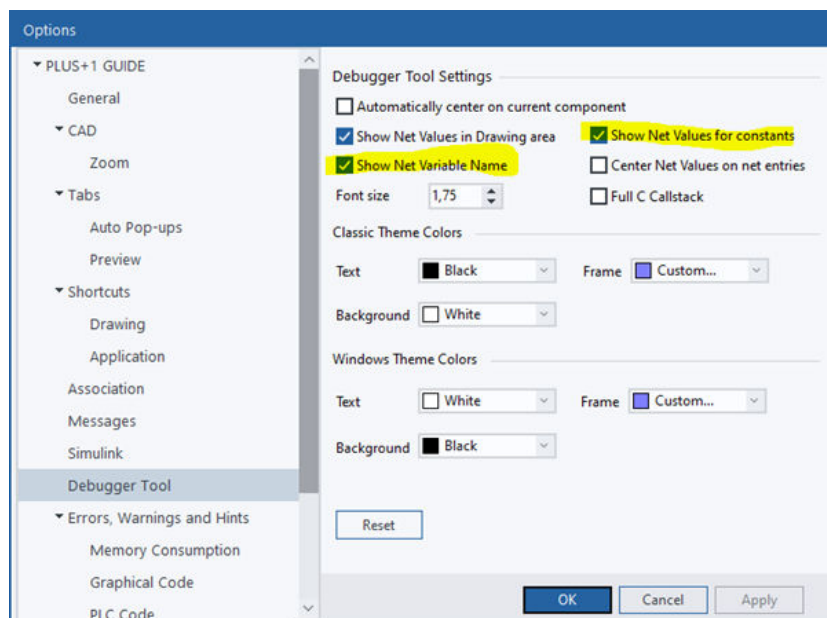 Options
PLUS+1 GUIDE
General
CAD
Zoom
Tabs
Auto Pop-ups
Preview
Shortcuts
Drawing
Application
Association
Messages
Simulink
Debugger Tool
Errors, Warnings and Hints
Memory Consumption
Graphical Code
PLC Code
Debugger Tool Settings
Automatically center on current component
Show Net Values in Drawing area
Show Net Values for constants
Show Net Variable Name
Center Net Values on net entries
Font size 1,75
Full C Callstack
Classic Theme Colors
Text Black Frame Custom...
Background White
Windows Theme Colors
Text White Frame Custom...
Background Black
Reset
OK Cancel Apply